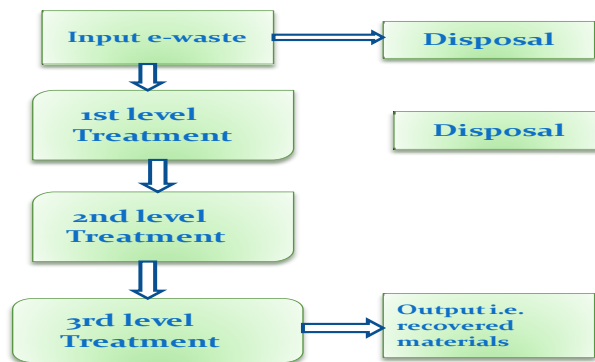 Input e-waste
Disposal
1st level
Treatment
Disposal
2nd level
Treatment
3rd level
Treatment
Output i.e.
recovered
materials